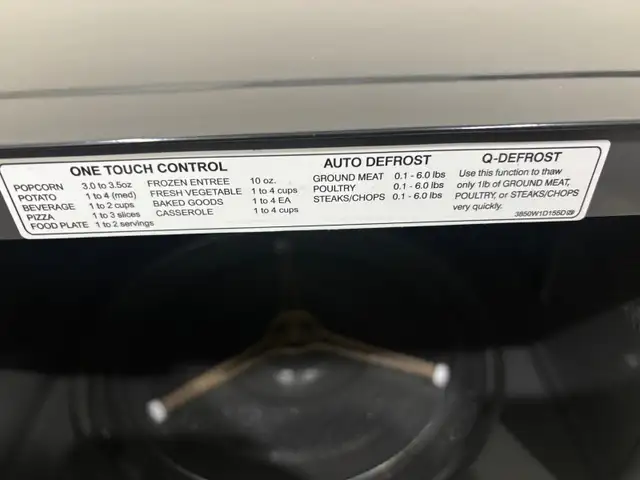 ONE TOUCH CONTROL
POPCORN 3.0 to 3.5oz FROZEN ENTREE 10 oz.
POTATO 1 to 4 (med) FRESH VEGETABLE 1 to 4 cups
BEVERAGE 1 to 2 cups BAKED GOODS 1 to 4 EA
PIZZA 1 to 3 slices CASSEROLE 1 to 4 cups
FOOD PLATE 1 to 2 servings
AUTO DEFROST
GROUND MEAT 0.1 - 6.0 lbs
POULTRY 0.1 - 6.0 lbs
STEAKS/CHOPS 0.1 - 6.0 lbs
Q-DEFROST
Use this function to thaw
only 1lb of GROUND MEAT,
POULTRY, or STEAKS/CHOPS
very quickly.
3850W1D155D